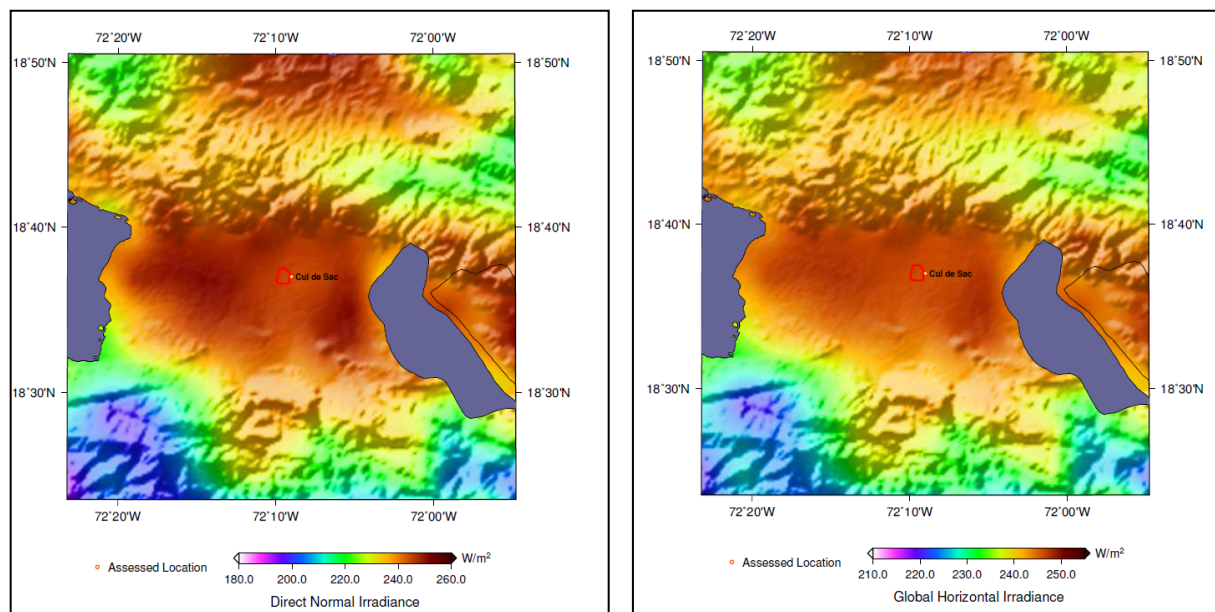 72°20'W 72°10'W 72°00'W
18°50'N 18°50'N
18°40'N 18°40'N
Cul de Sac
18°30'N 18°30'N
72°20'W 72°10'W 72°00'W
W/m²
Assessed Location
180.0 200.0 220.0 240.0 260.0
Direct Normal Irradiance
72°20'W 72°10'W 72°00'W
18°50'N 18°50'N
18°40'N 18°40'N
Cul de Sac
18°30'N 18°30'N
72°20'W 72°10'W 72°00'W
W/m²
Assessed Location
210.0 220.0 230.0 240.0 250.0
Global Horizontal Irradiance